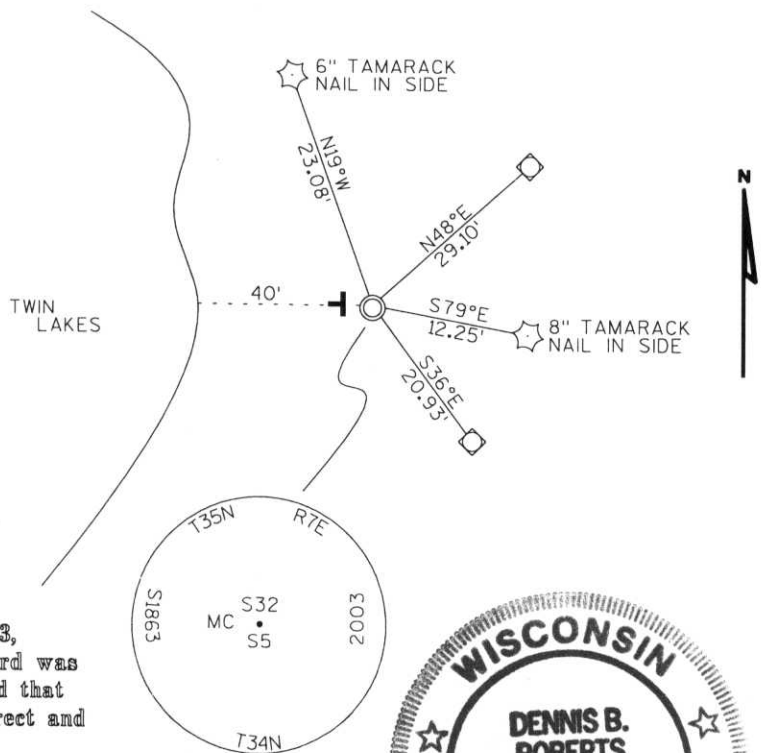 6" TAMARACK
NAIL IN SIDE
N19°W
23.08'
N
N48°E
29.10'
TWIN
LAKES
40'
S79°E
12.25'
8" TAMARACK
NAIL IN SIDE
S36°E
20.93'
T35N R7E
S1863
MC S32
S5
2003
T34N
3,
rd was
d that
rect and
WISCONSIN
DENNIS B.
ROBERTS